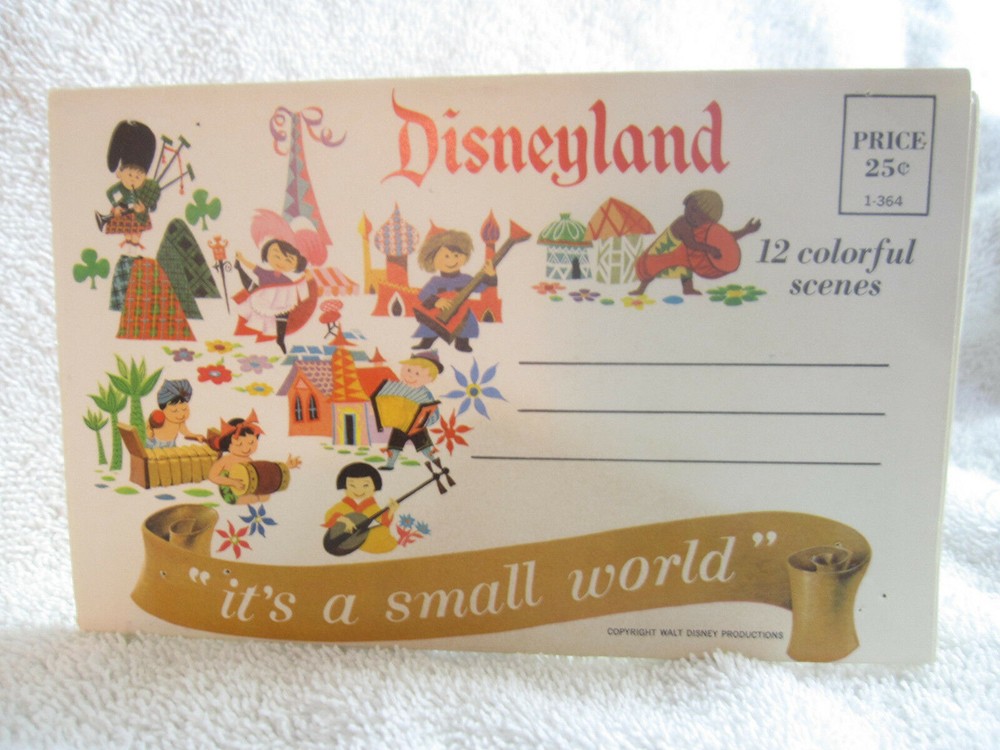 Disneyland
PRICE
25¢
1-364
12 colorful
scenes
"it's a small world"
COPYRIGHT WALT DISNEY PRODUCTIONS